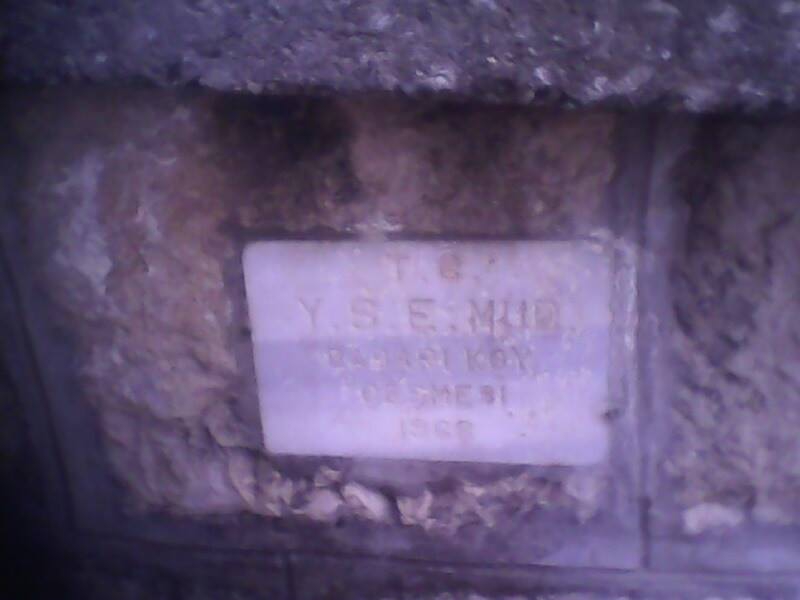 T. C.
Y. S. E. MÜD.
KÖY
ÇEŞMESİ